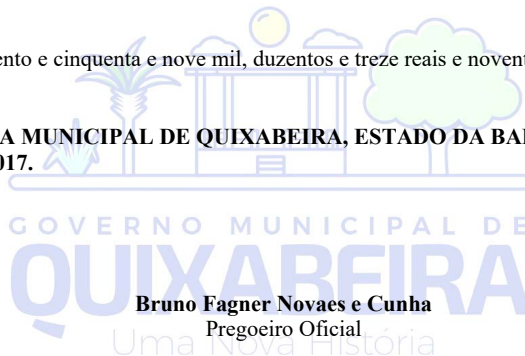 ento e cinquenta e nove mil, duzentos e treze reais e novent
A MUNICIPAL DE QUIXABEIRA, ESTADO DA BA
017.
GOVERNO MUNICIPAL DE
QUIXABEIRA
Bruno Fagner Novaes e Cunha
Pregoeiro Oficial
Uma Nova História